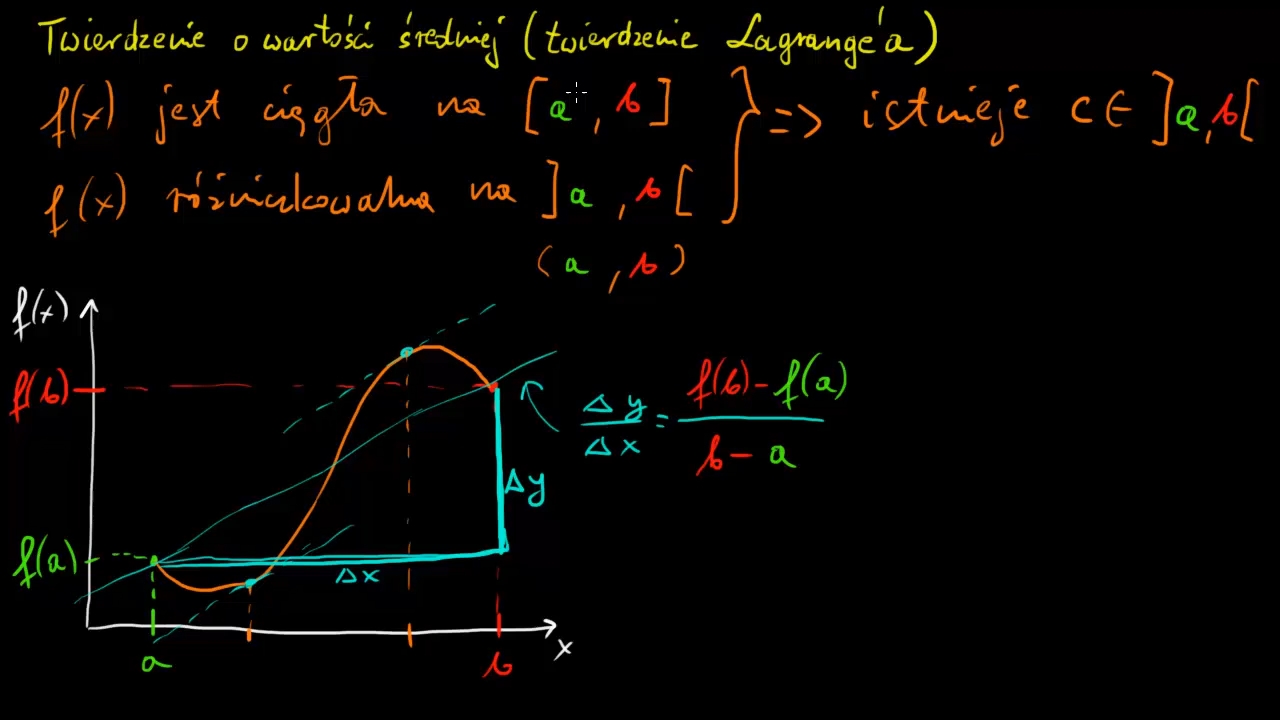 Twierdzenie o wartości średniej (twierdzenie Lagrange'a)
f(x) jest ciągła na [a, b]
f(x) różniczkowalna na ]a, b[
(a, b)
=> istnieje c ∈ ]a, b[
f(x)
f(b)
f(a)
a
b
x
Δx
Δy
Δy/Δx = (f(b) - f(a))/(b - a)